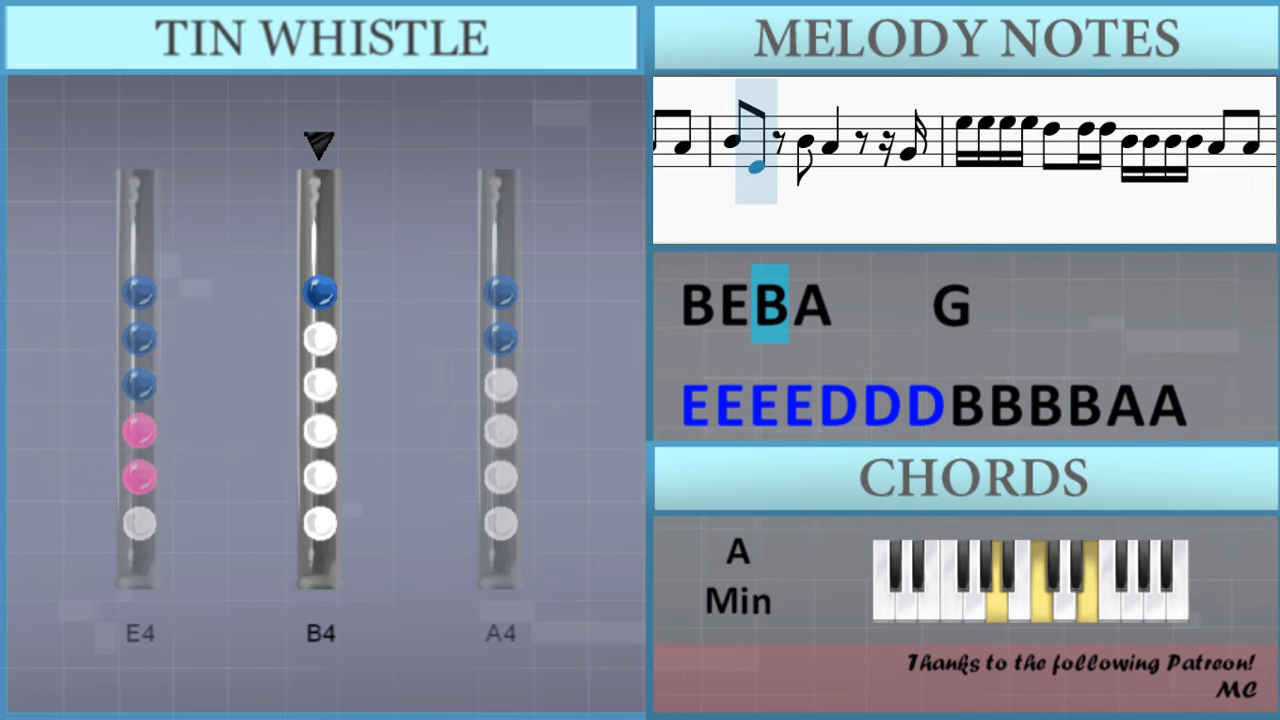 TIN WHISTLE
E4 B4 A4
MELODY NOTES
BEBA G
EEEEDDDBBBBAA
CHORDS
A
Min
Thanks to the following Patreon!
MC